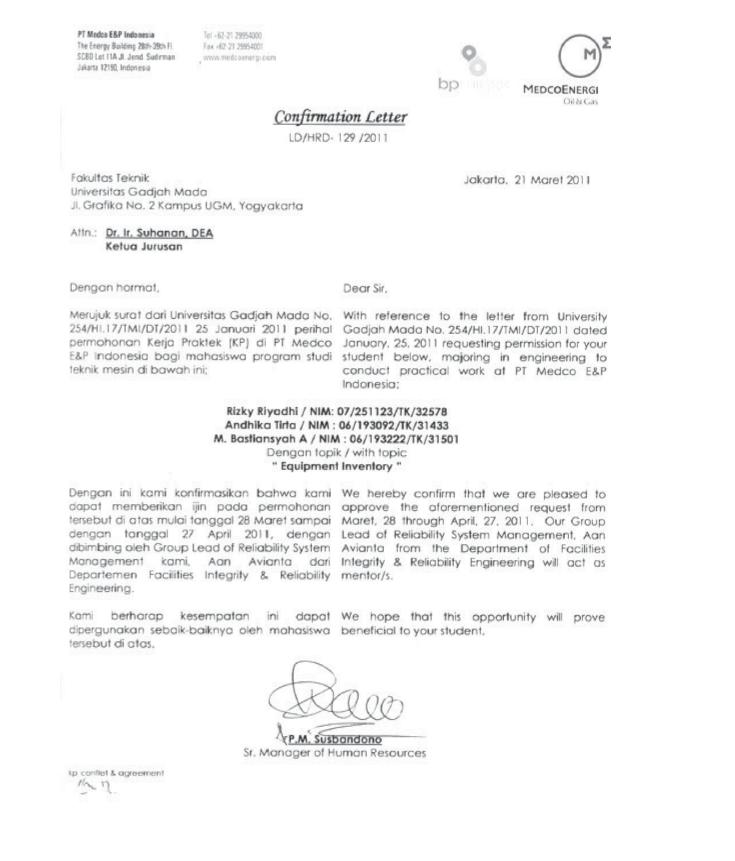 PT Medco E&P Indonesia
The Energy Building 28th-39th Fl
SCBD Lot 11A Jl. Jend. Sudirman
Jakarta 12190, Indonesia
Tel +62-21 29954000
Fax +62-21 29954001
www.medcoenergi.com
bp
MEDCOENERGI
Oil & Gas
Confirmation Letter
LD/HRD- 129 /2011
Fakultas Teknik
Universitas Gadjah Mada
Jl. Grafika No. 2 Kampus UGM, Yogyakarta
Jakarta, 21 Maret 2011
Attn.: Dr. Ir. Suhanan, DEA
Ketua Jurusan
Dengan hormat,
Merujuk surat dari Universitas Gadjah Mada No.
254/HI.17/TMI/DT/2011 25 Januari 2011 perihal
permohonan Kerja Praktek (KP) di PT Medco
E&P Indonesia bagi mahasiswa program studi
teknik mesin di bawah ini;
Dear Sir,
With reference to the letter from University
Gadjah Mada No. 254/HI.17/TMI/DT/2011 dated
January, 25, 2011 requesting permission for your
student below, majoring in engineering to
conduct practical work at PT Medco E&P
Indonesia;
Rizky Riyadhi / NIM: 07/251123/TK/32578
Andhika Tirta / NIM : 06/193092/TK/31433
M. Bastiansyah A / NIM : 06/193222/TK/31501
Dengan topik / with topic
" Equipment Inventory "
Dengan ini kami konfirmasikan bahwa kami
dapat memberikan ijin pada permohonan
tersebut di atas mulai tanggal 28 Maret sampai
dengan tanggal 27 April 2011, dengan
dibimbing oleh Group Lead of Reliability System
Management kami, Aan Avianta dari
Departemen Facilities Integrity & Reliability
Engineering.
We hereby confirm that we are pleased to
approve the aforementioned request from
Maret, 28 through April, 27, 2011. Our Group
Lead of Reliability System Management, Aan
Avianta from the Department of Facilities
Integrity & Reliability Engineering will act as
mentor/s.
Kami berharap kesempatan ini dapat
dipergunakan sebaik-baiknya oleh mahasiswa
tersebut di atas.
We hope that this opportunity will prove
beneficial to your student.
P.M. Susbandono
Sr. Manager of Human Resources
kp conflet & agreement